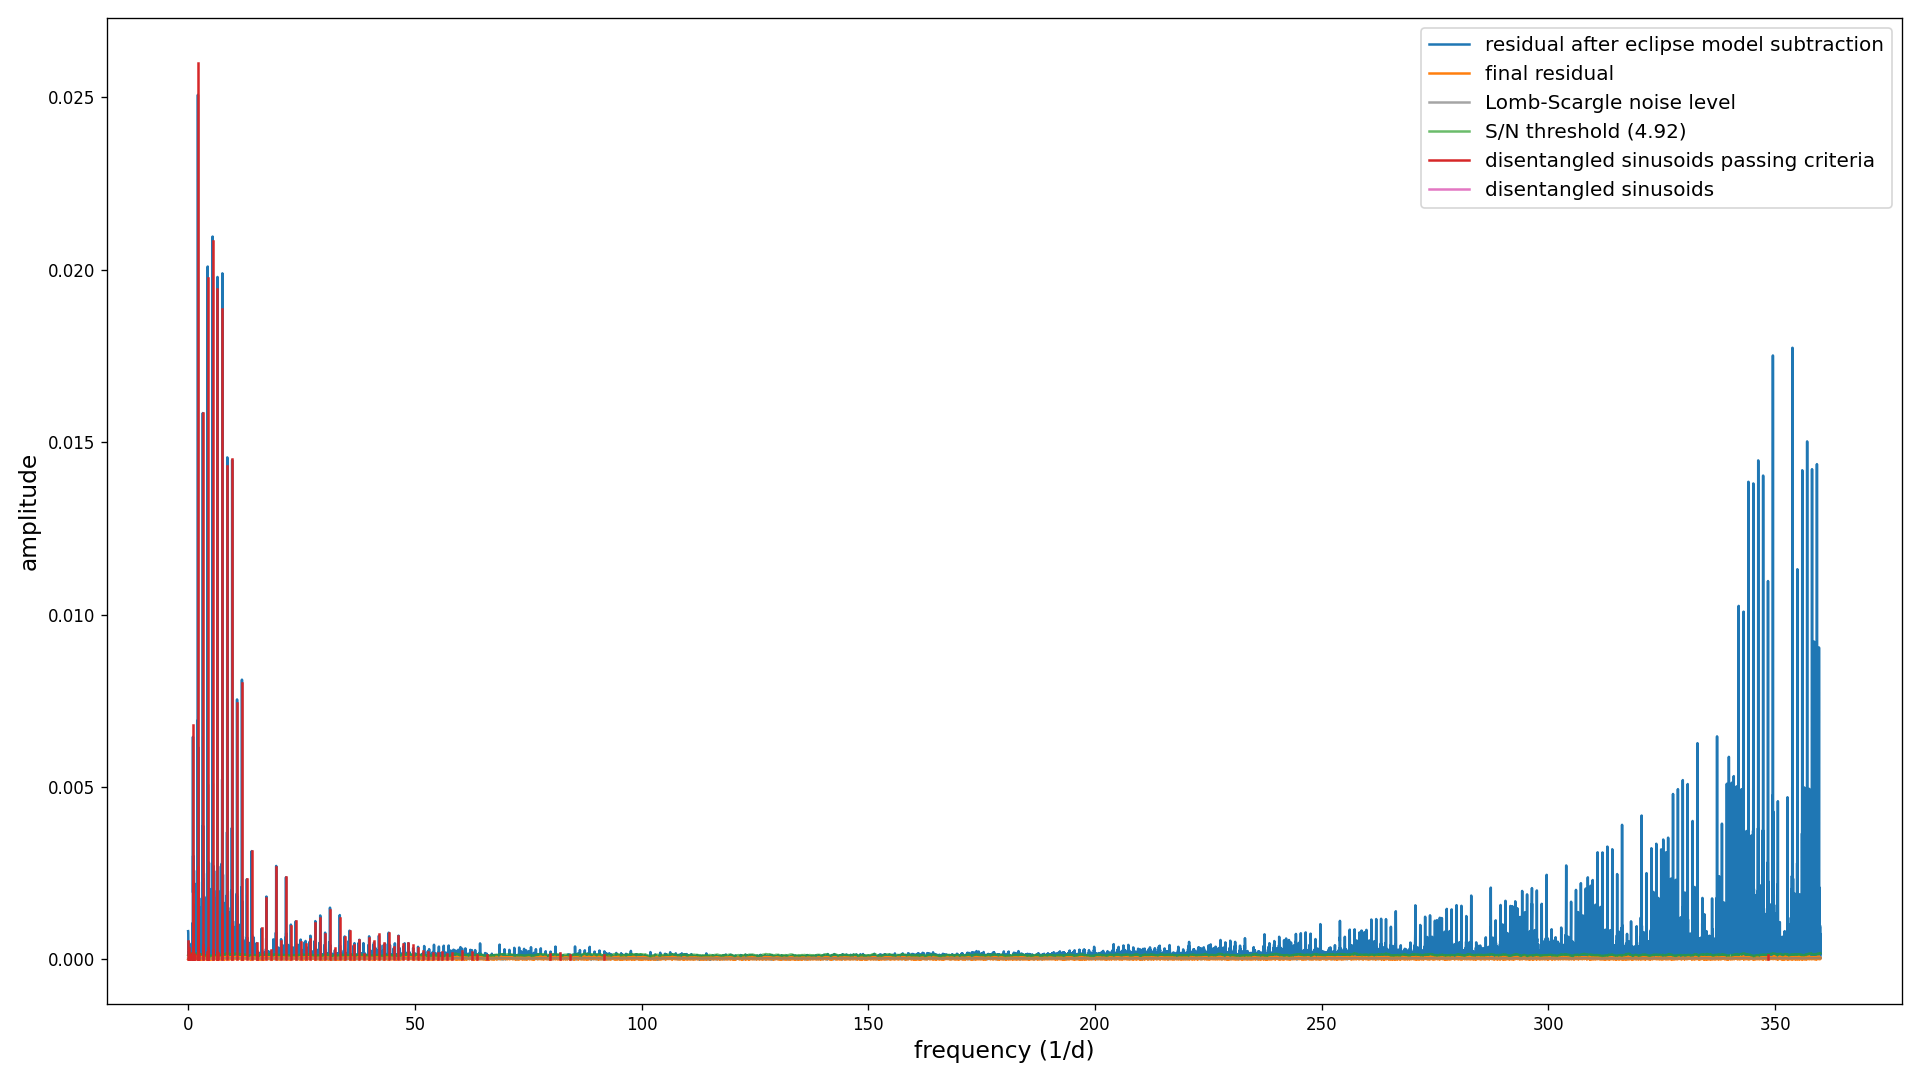 residual after eclipse model subtraction
final residual
Lomb-Scargle noise level
S/N threshold (4.92)
disentangled sinusoids passing criteria
disentangled sinusoids
0.025
0.020
0.015
0.010
0.005
0.000
amplitude
0 50 100 150 200 250 300 350
frequency (1/d)